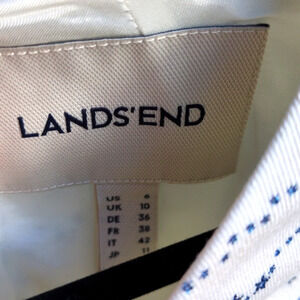 LANDS'END
US 6
UK 10
DE 36
FR 38
IT 42
JP 11